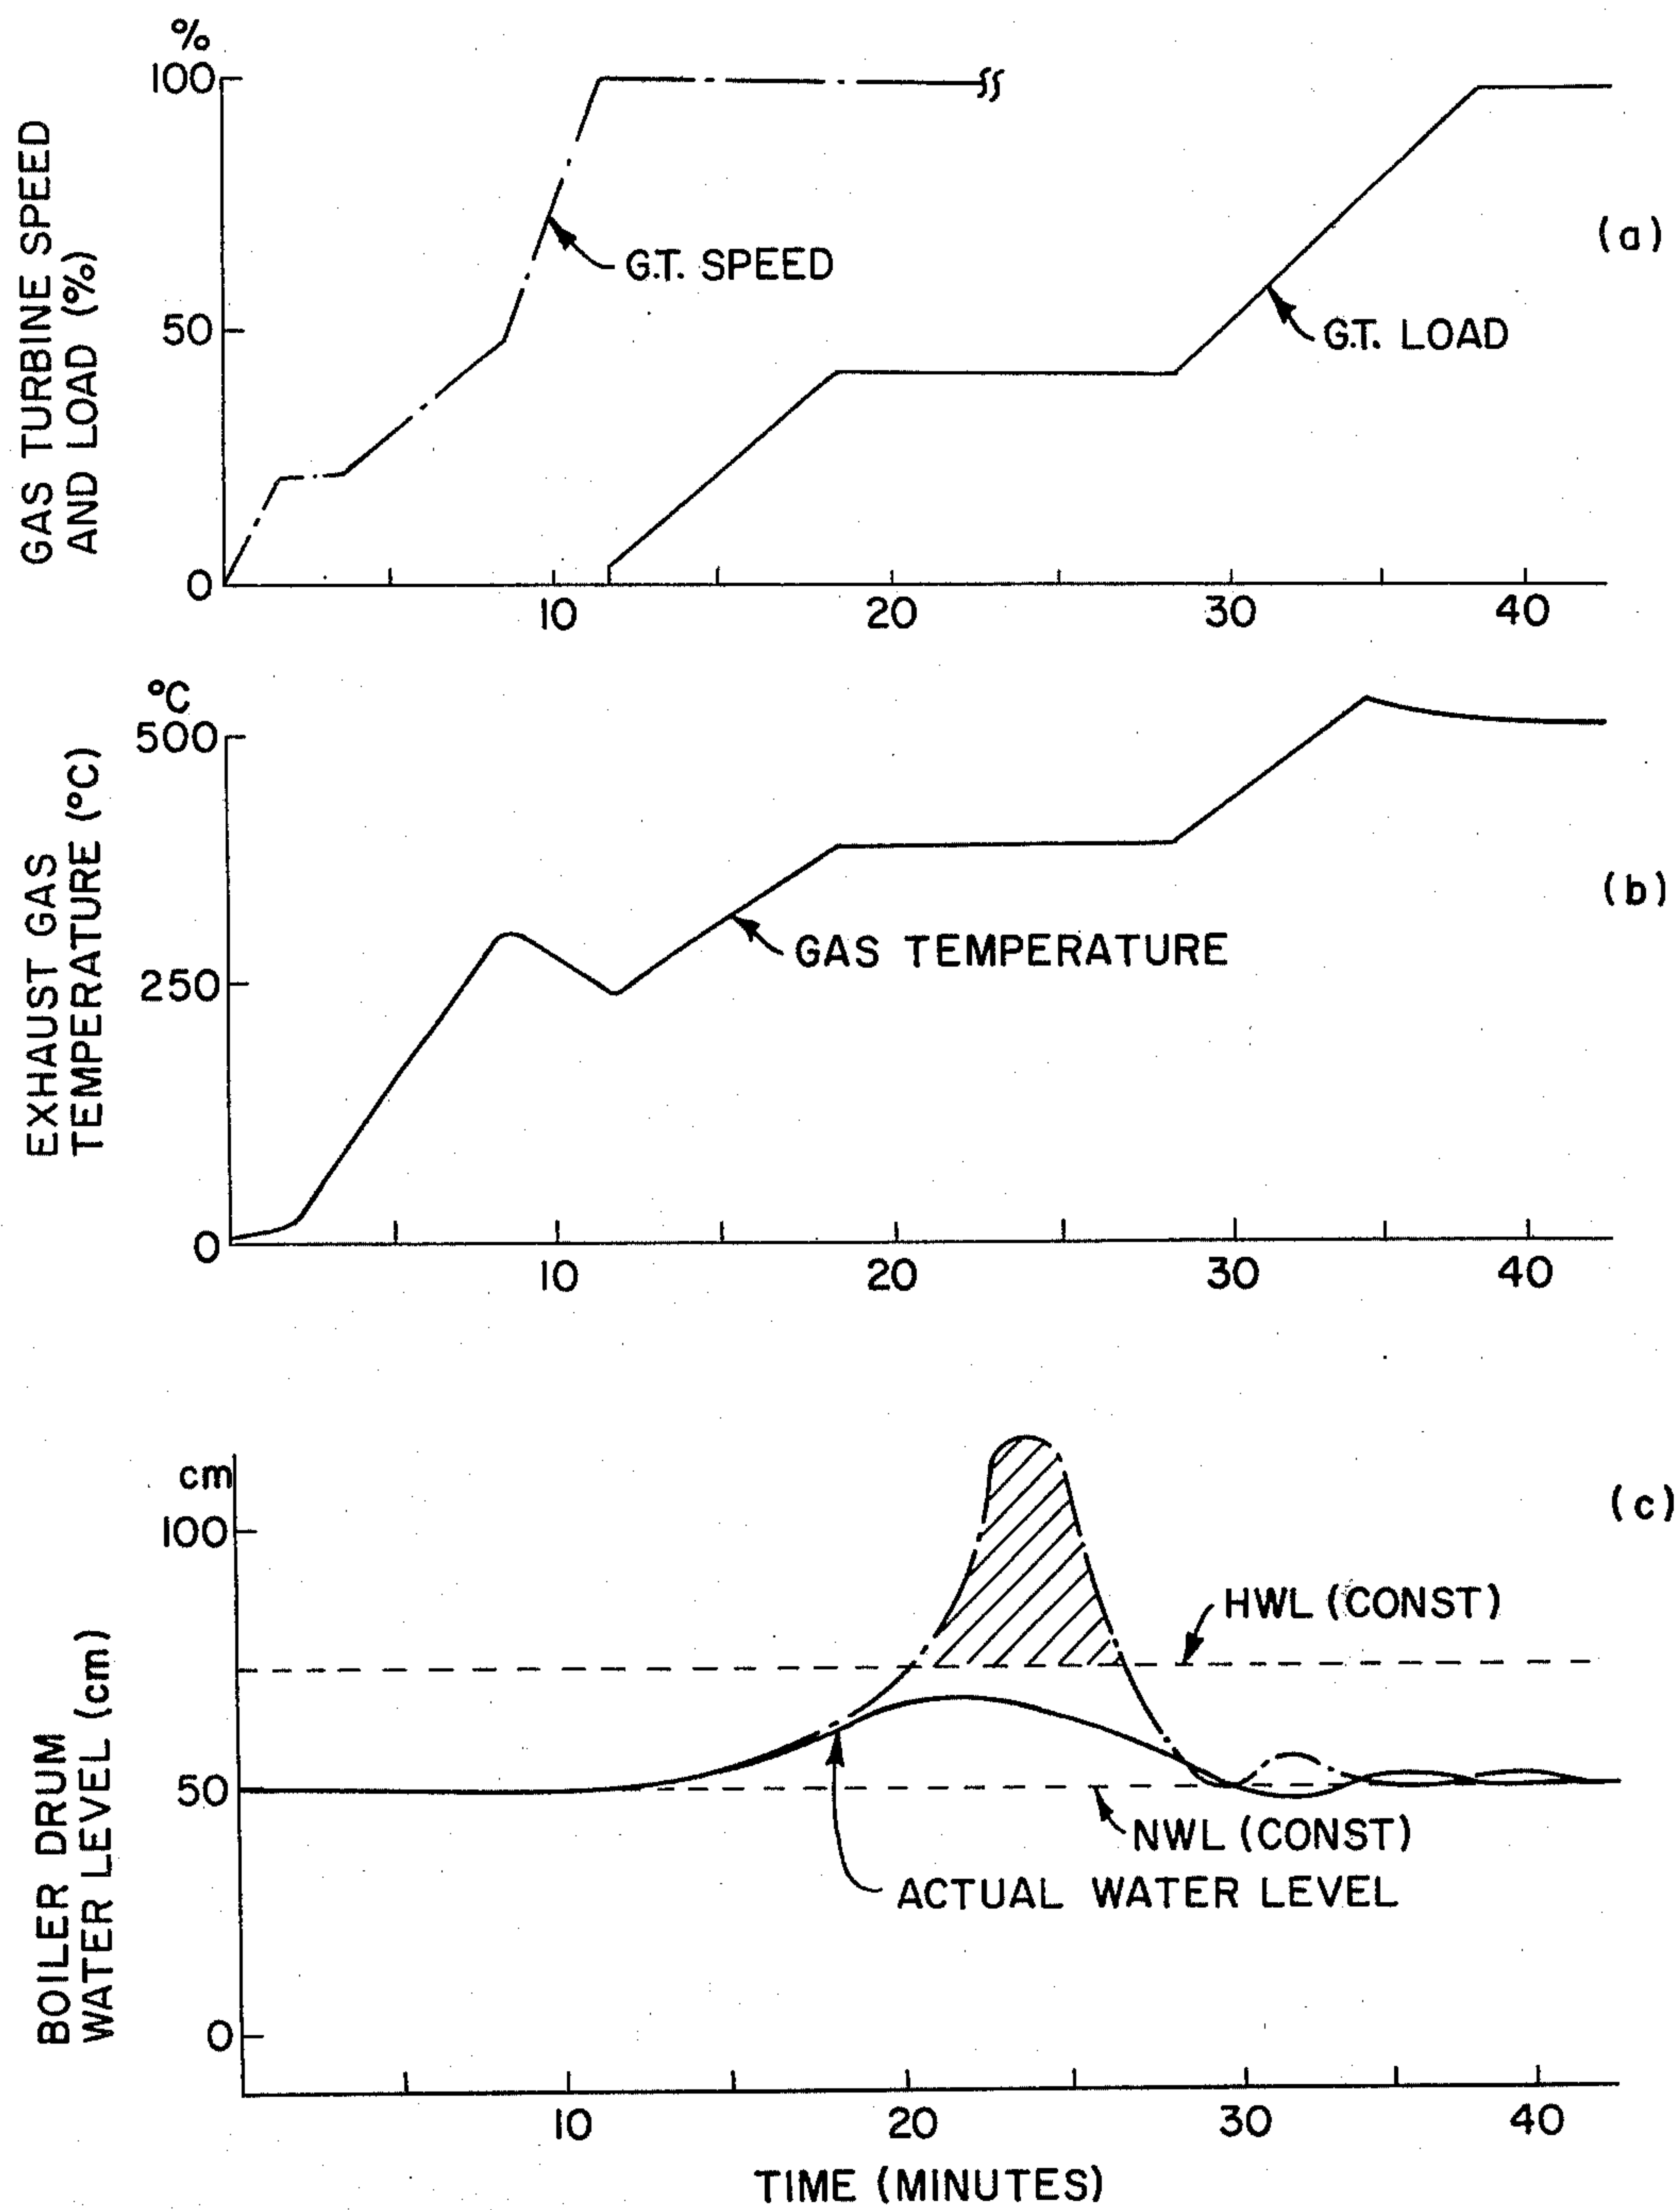 %
100
50
0
GAS TURBINE SPEED
AND LOAD (%)
G.T. SPEED
G.T. LOAD
(a)
10 20 30 40
°C
500
250
0
EXHAUST GAS
TEMPERATURE (°C)
GAS TEMPERATURE
(b)
10 20 30 40
cm
100
50
0
BOILER DRUM
WATER LEVEL (cm)
(c)
HWL (CONST)
NWL (CONST)
ACTUAL WATER LEVEL
10 20 30 40
TIME (MINUTES)